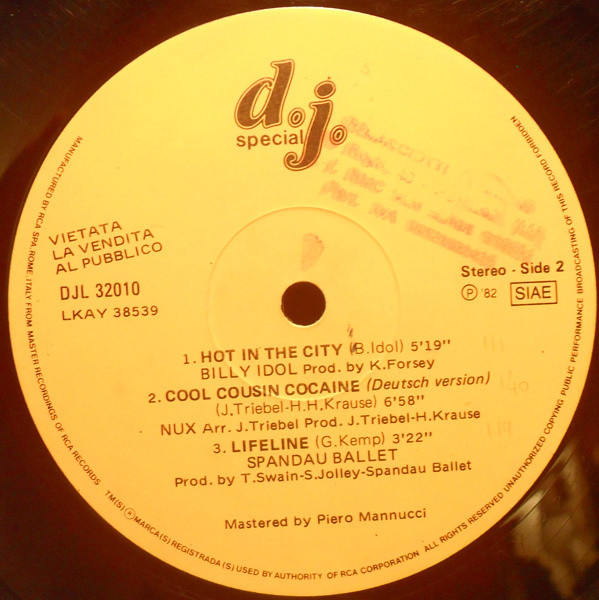 d.j.
special
VIETATA
LA VENDITA
AL PUBBLICO
DJL 32010
LKAY 38539
Stereo - Side 2
Ⓟ '82 SIAE
1. HOT IN THE CITY (B.Idol) 5'19"
BILLY IDOL Prod. by K.Forsey
2. COOL COUSIN COCAINE (Deutsch version)
(J.Triebel-H.H.Krause) 6'58"
NUX Arr. J.Triebel Prod. J.Triebel-H.Krause
3. LIFELINE (G.Kemp) 3'22"
SPANDAU BALLET
Prod. by T.Swain-S.Jolley-Spandau Ballet
Mastered by Piero Mannucci
MANUFACTURED BY RCA SPA, ROME, ITALY FROM MASTER RECORDINGS OF RCA RECORDS TM(S) ® MARCA(S) REGISTRADA(S) USED BY AUTHORITY OF RCA CORPORATION ALL RIGHTS RESERVED UNAUTHORIZED COPYING PUBLIC PERFORMANCE BROADCASTING OF THIS RECORD FORBIDDEN